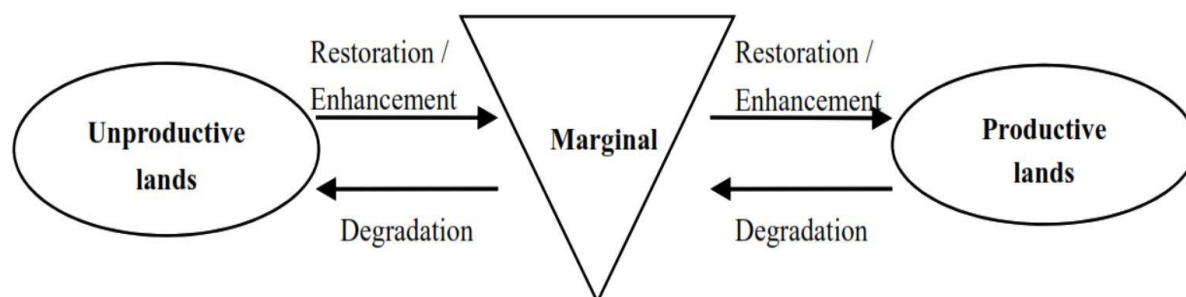 Restoration /
Enhancement
Restoration /
Enhancement
Unproductive
lands
Marginal
Productive
lands
Degradation
Degradation